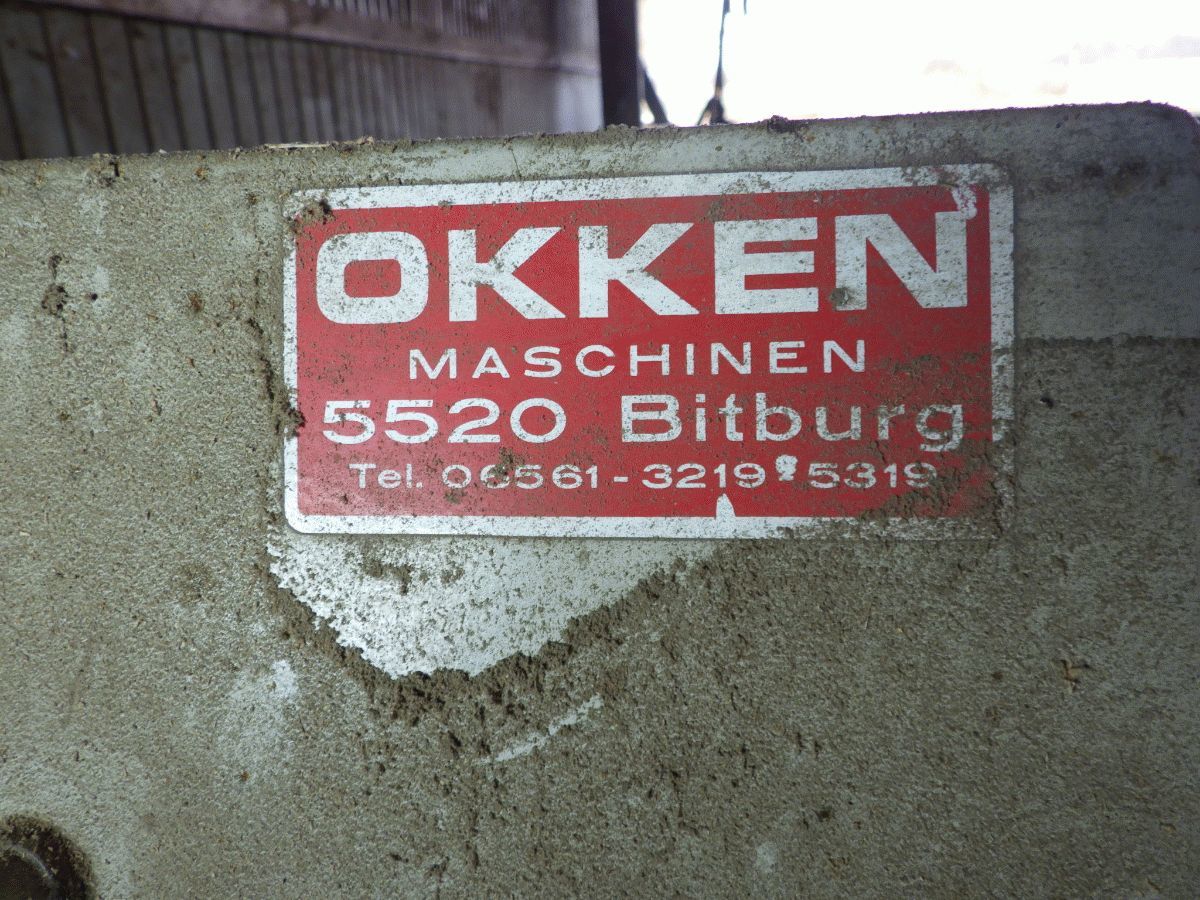 OKKEN
MASCHINEN
5520 Bitburg
Tel. 06561-3219 & 5319